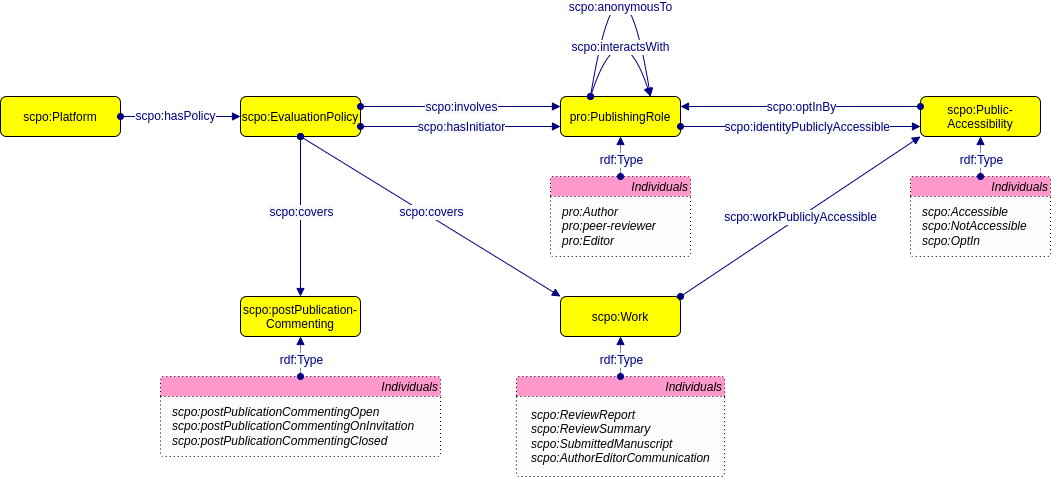 scpo:anonymousTo
scpo:interactsWith
scpo:Platform
scpo:hasPolicy
scpo:EvaluationPolicy
scpo:involves
scpo:hasInitiator
pro:PublishingRole
scpo:optInBy
scpo:identityPubliclyAccessible
scpo:Public-
Accessibility
rdf:Type
rdf:Type
Individuals
pro:Author
pro:peer-reviewer
pro:Editor
Individuals
scpo:Accessible
scpo:NotAccessible
scpo:OptIn
scpo:covers
scpo:covers
scpo:workPubliclyAccessible
scpo:postPublication-
Commenting
scpo:Work
rdf:Type
rdf:Type
Individuals
scpo:postPublicationCommentingOpen
scpo:postPublicationCommentingOnInvitation
scpo:postPublicationCommentingClosed
Individuals
scpo:ReviewReport
scpo:ReviewSummary
scpo:SubmittedManuscript
scpo:AuthorEditorCommunication